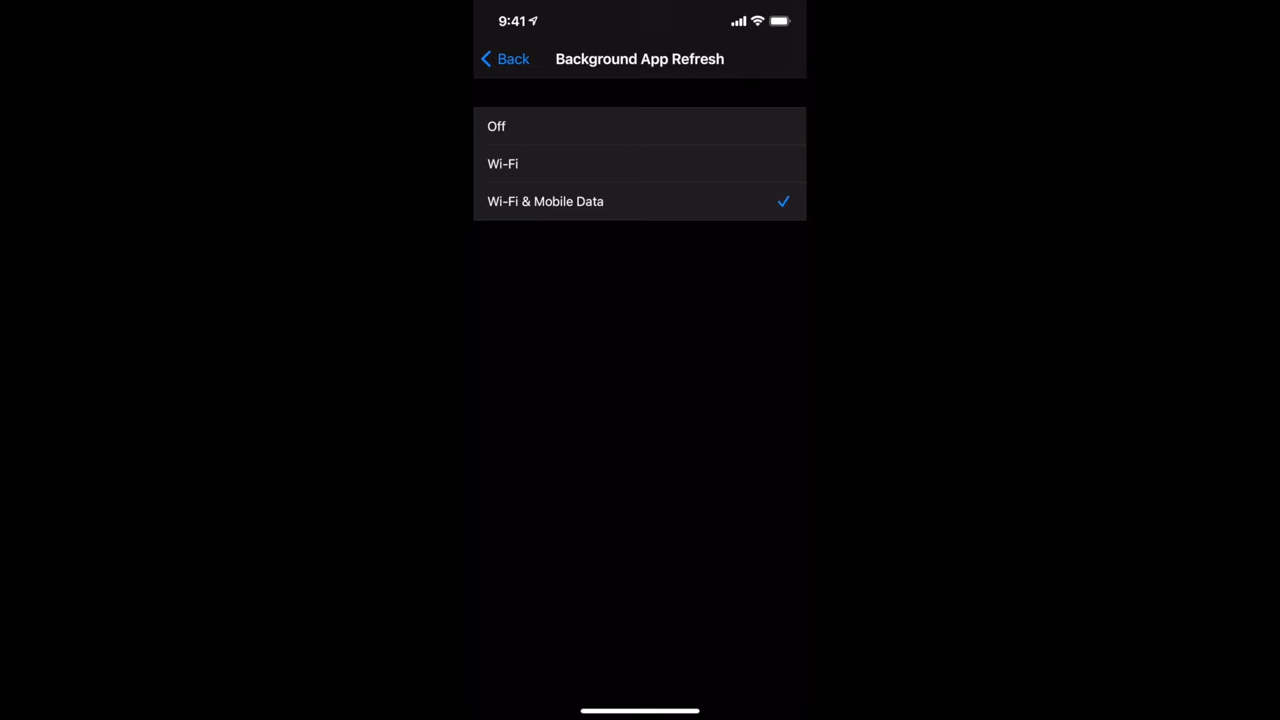 9:41
Back
Background App Refresh
Off
Wi-Fi
Wi-Fi & Mobile Data